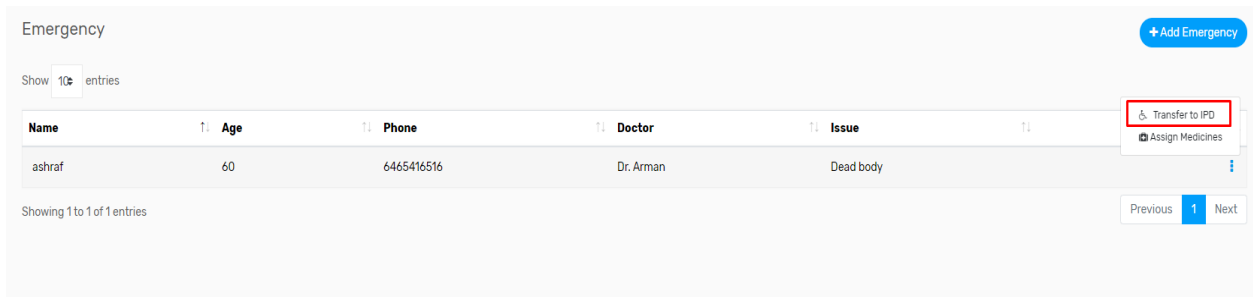 Emergency
+ Add Emergency
Show 10 entries
Transfer to IPD
Assign Medicines
Name Age Phone Doctor Issue
ashraf 60 6465416516 Dr. Arman Dead body
Showing 1 to 1 of 1 entries
Previous 1 Next